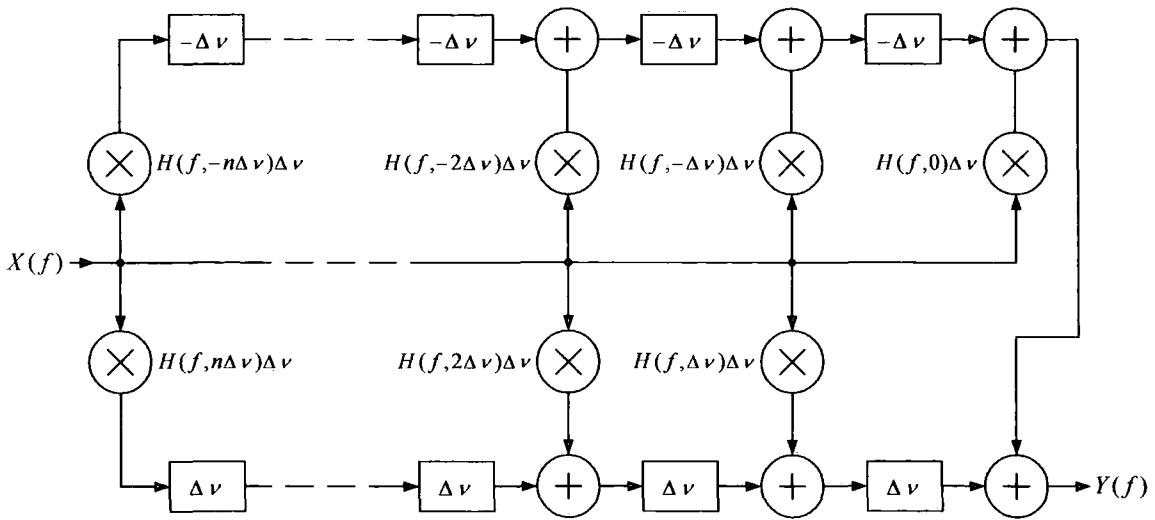 −Δν −Δν + −Δν + −Δν +
× H(f,−nΔν)Δν H(f,−2Δν)Δν × H(f,−Δν)Δν × H(f,0)Δν ×
X(f)
× H(f,nΔν)Δν H(f,2Δν)Δν × H(f,Δν)Δν ×
Δν Δν + Δν + Δν + Y(f)